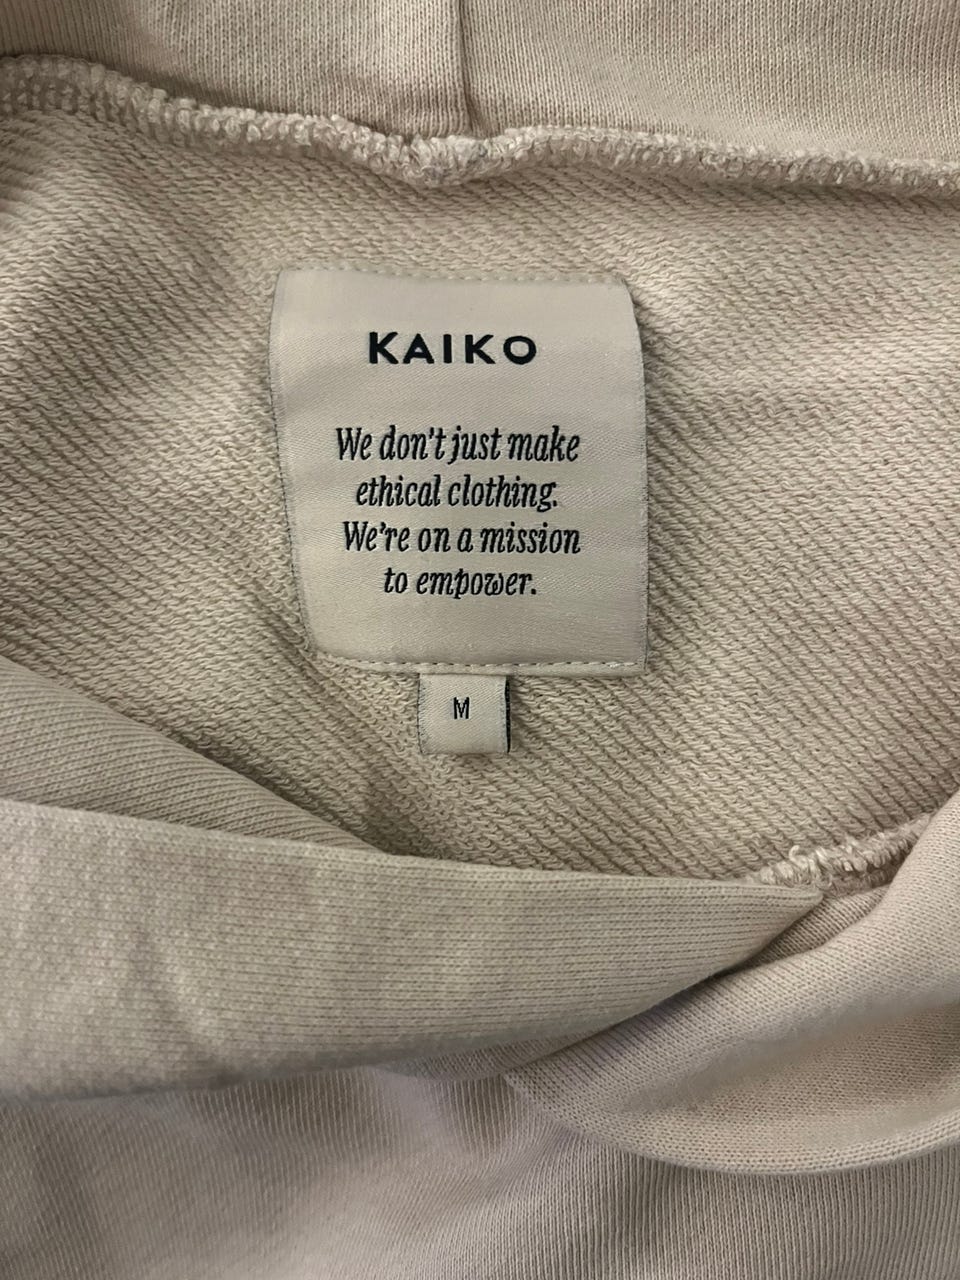 KAIKO
We don't just make
ethical clothing.
We're on a mission
to empower.
M